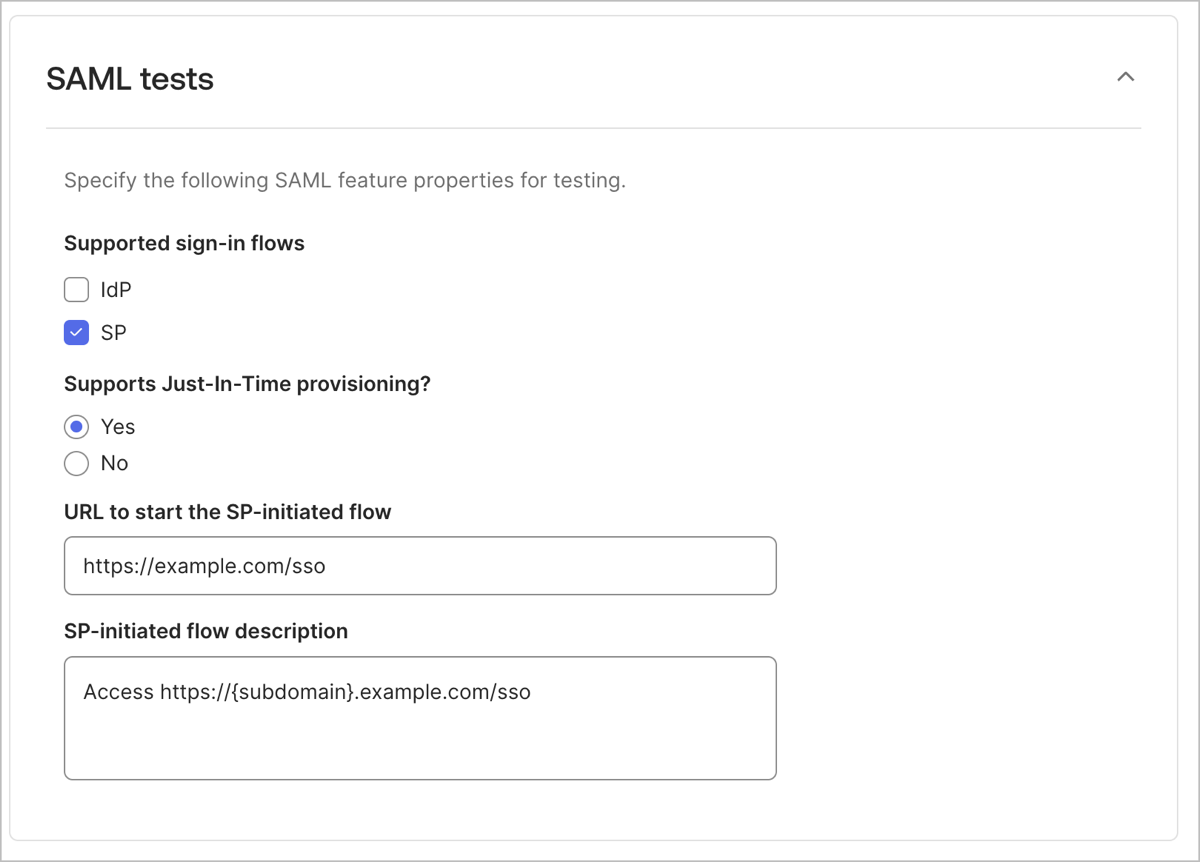 SAML tests
Specify the following SAML feature properties for testing.
Supported sign-in flows
IdP
SP
Supports Just-In-Time provisioning?
Yes
No
URL to start the SP-initiated flow
https://example.com/sso
SP-initiated flow description
Access https://{subdomain}.example.com/sso